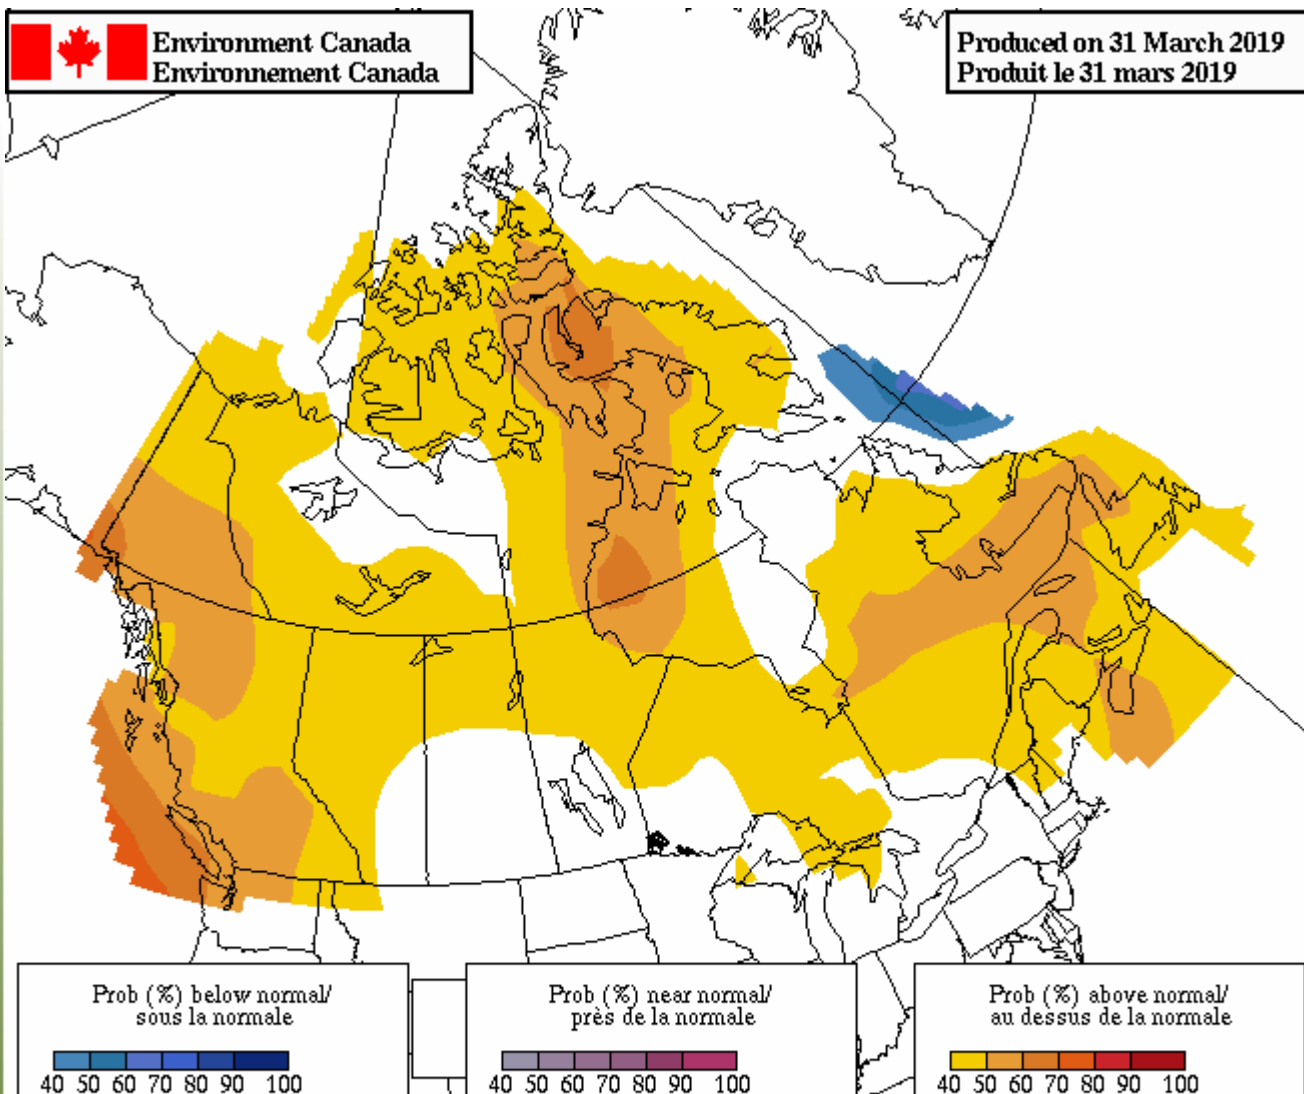 Environment Canada
Environnement Canada
Produced on 31 March 2019
Produit le 31 mars 2019
Prob (%) below normal/
sous la normale
40 50 60 70 80 90 100
Prob (%) near normal/
près de la normale
40 50 60 70 80 90 100
Prob (%) above normal/
au dessus de la normale
40 50 60 70 80 90 100